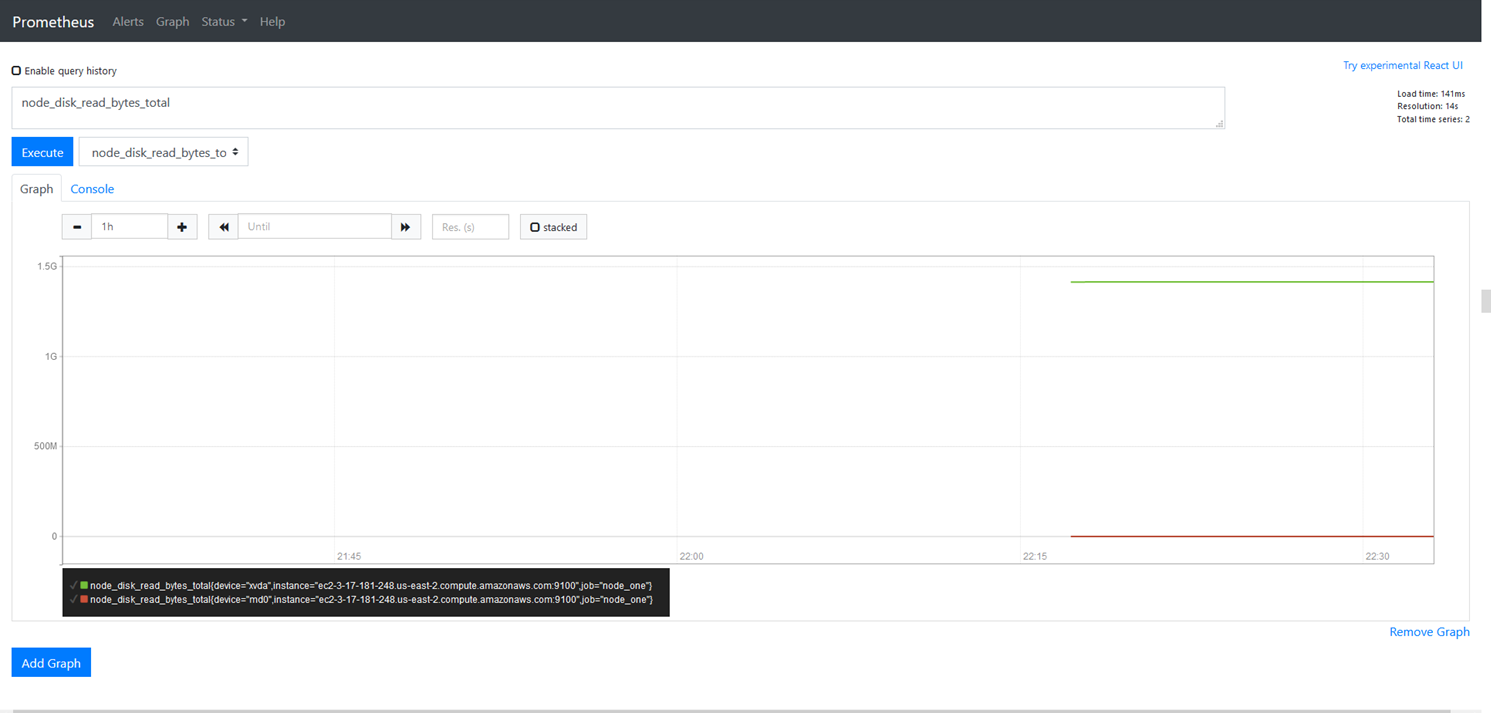 Prometheus Alerts Graph Status Help
Enable query history
Try experimental React UI
node_disk_read_bytes_total
Load time: 141ms
Resolution: 14s
Total time series: 2
Execute node_disk_read_bytes_to
Graph Console
- 1h + Until Res. (s) stacked
1.5G
1G
500M
0
21:45 22:00 22:15 22:30
node_disk_read_bytes_total{device="xvda",instance="ec2-3-17-181-248.us-east-2.compute.amazonaws.com:9100",job="node_one"}
node_disk_read_bytes_total{device="md0",instance="ec2-3-17-181-248.us-east-2.compute.amazonaws.com:9100",job="node_one"}
Remove Graph
Add Graph